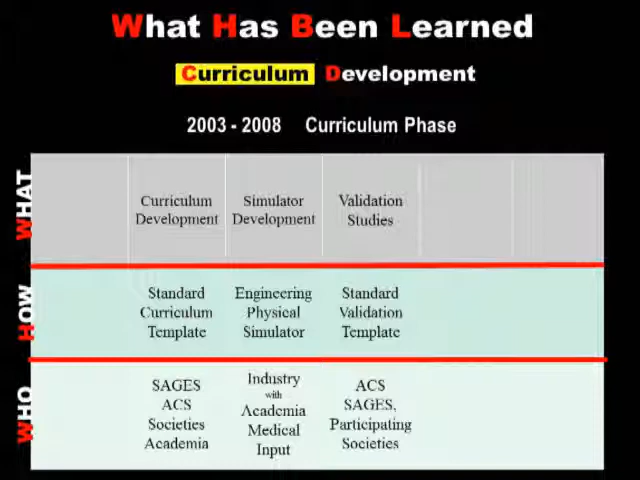 What Has Been Learned
Curriculum Development
2003 - 2008 Curriculum Phase
WHAT
Curriculum
Development
Simulator
Development
Validation
Studies
HOW
Standard
Curriculum
Template
Engineering
Physical
Simulator
Standard
Validation
Template
WHO
SAGES
ACS
Societies
Academia
Industry
with
Academia
Medical
Input
ACS
SAGES,
Participating
Societies